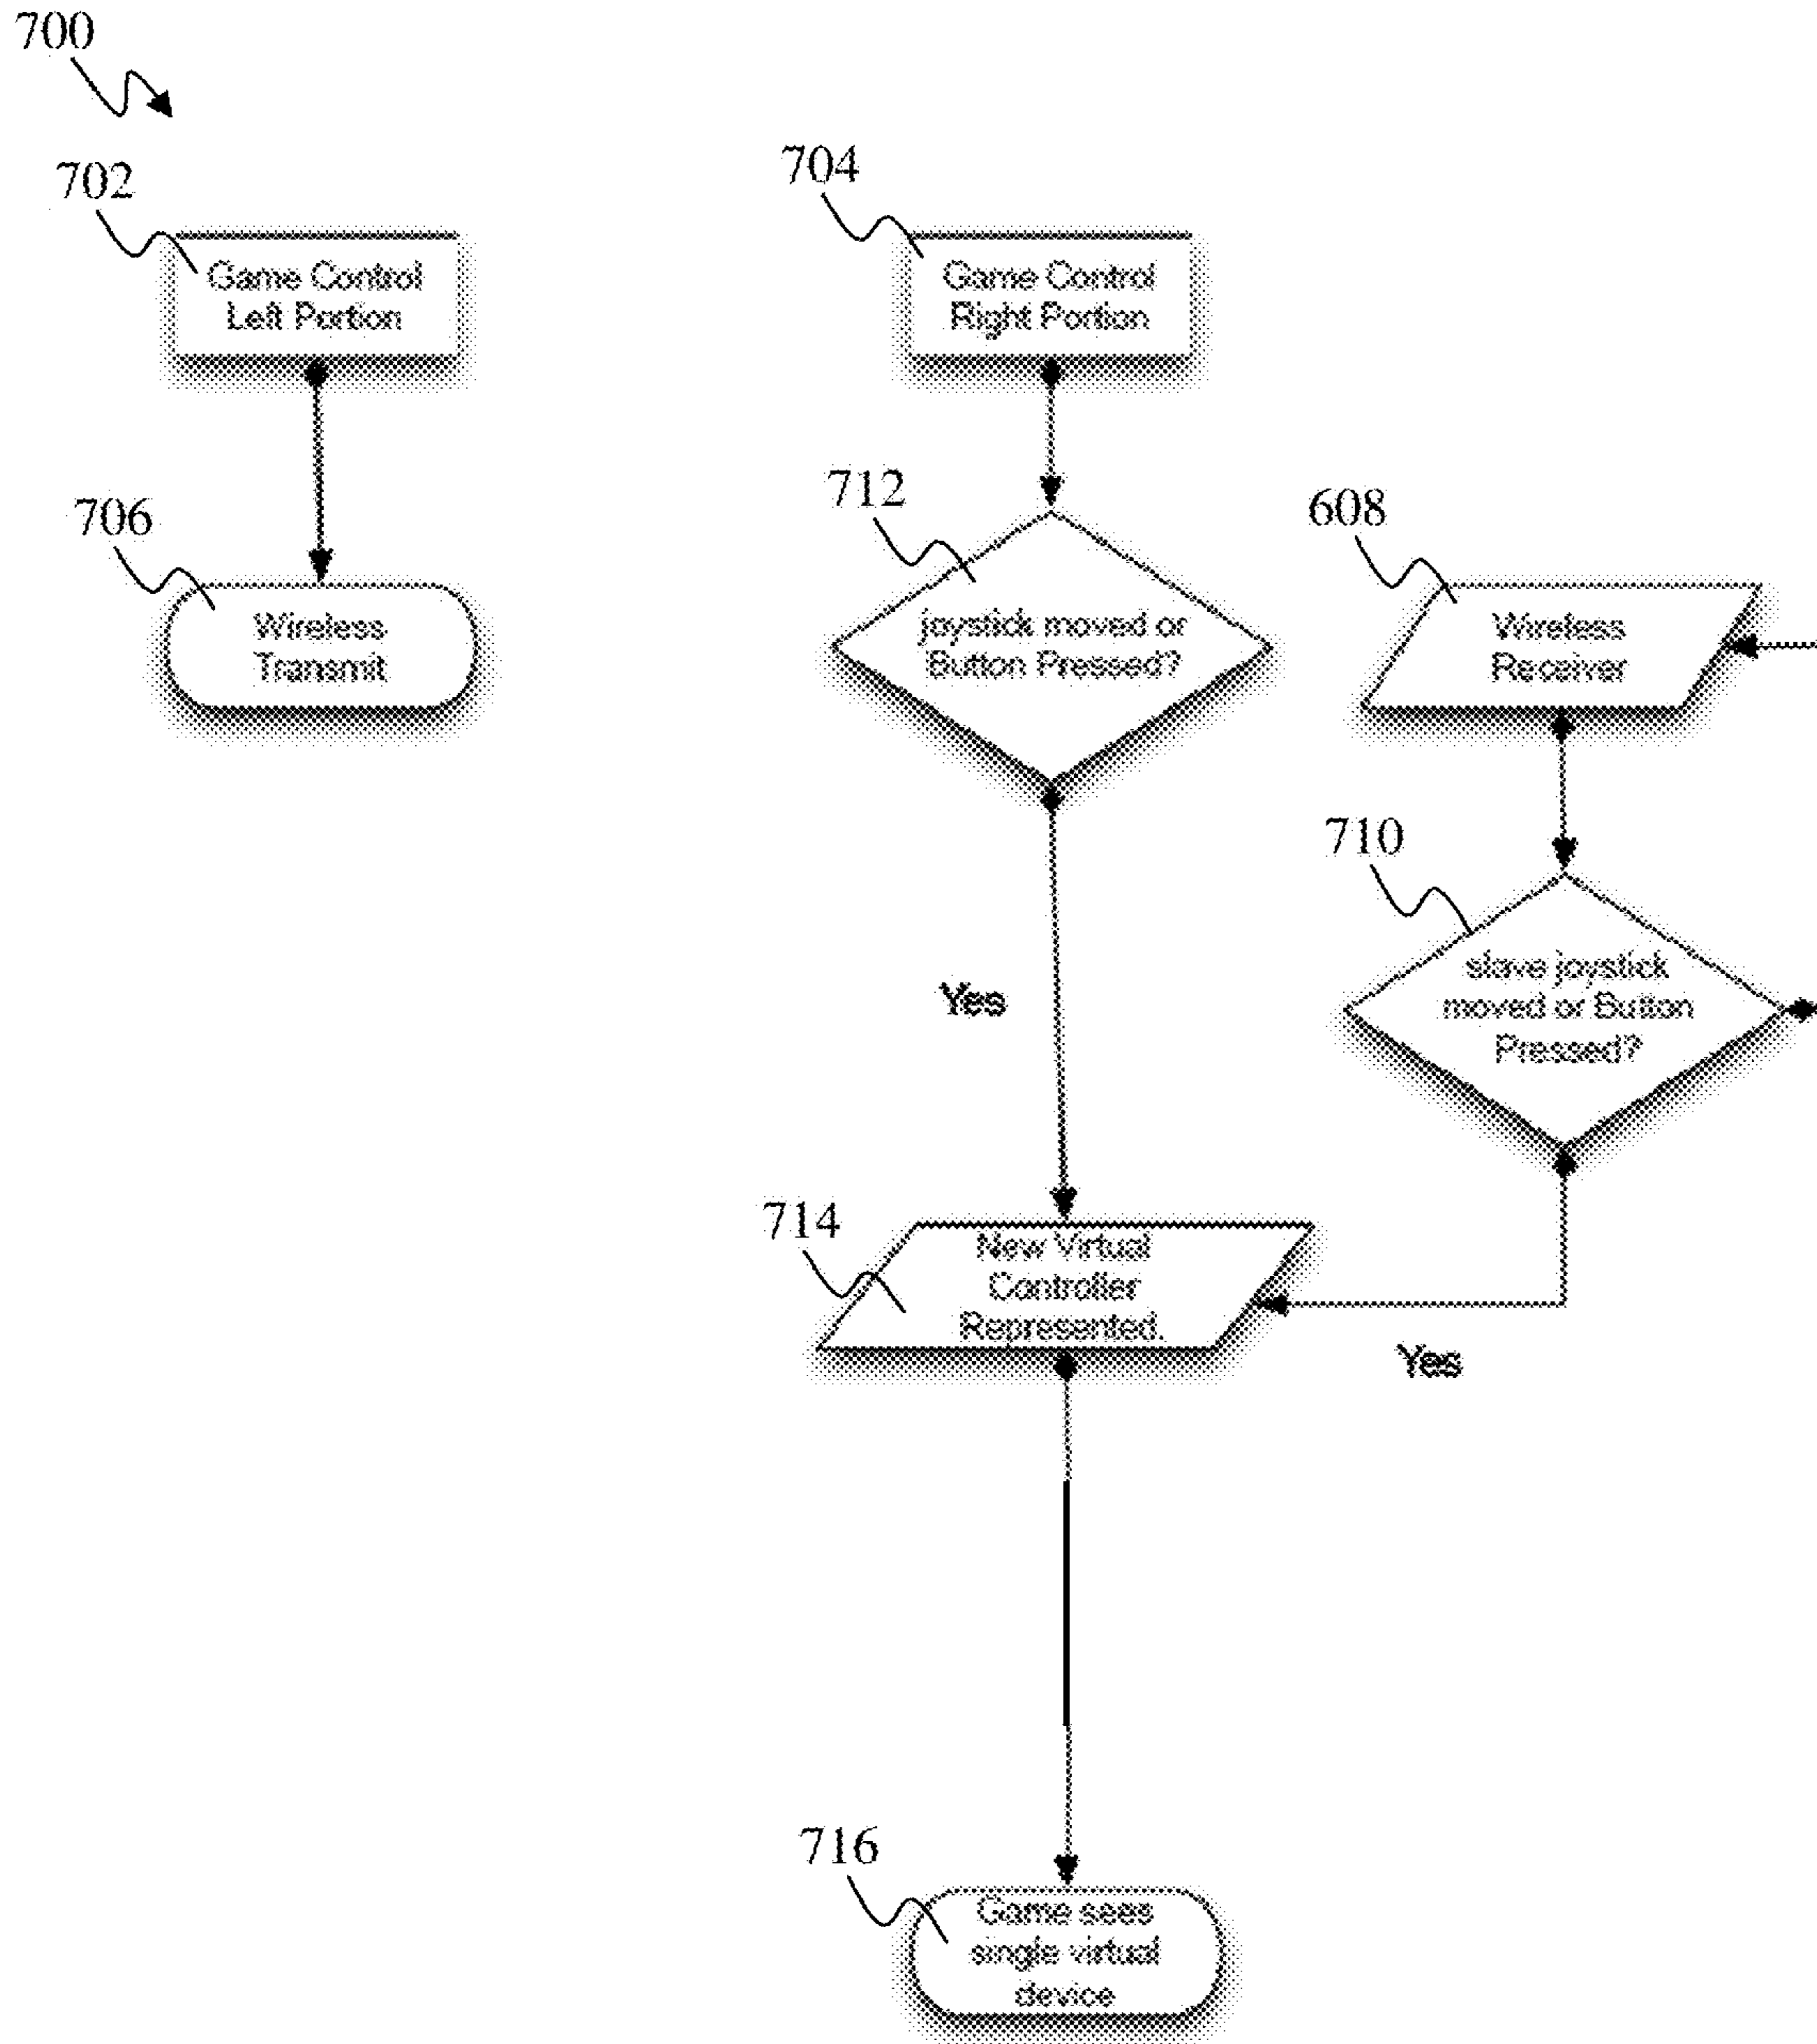 700
702
704
Game Control
Left Portion
Game Control
Right Portion
706
712
608
Wireless
Transmit
joystick moved or
Button Pressed?
Wireless
Receiver
710
Yes
slave joystick
moved or Button
Pressed?
714
New Virtual
Controller
Represented.
Yes
716
Game sees
single virtual
device